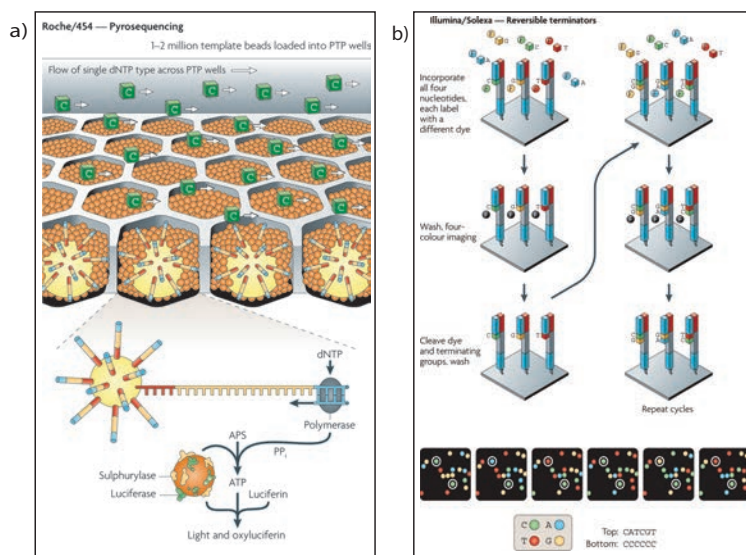 a)
Roche/454 — Pyrosequencing
1–2 million template beads loaded into PTP wells
Flow of single dNTP type across PTP wells
C C C C C C
C C
C C C
C C C
dNTP
Polymerase
APS
PPi
Sulphurylase
Luciferase
ATP
Luciferin
Light and oxyluciferin
b)
Illumina/Solexa — Reversible terminators
Incorporate
all four
nucleotides,
each label
with a
different dye
F G F C F A F T
F A
C G T
F F F
F A
Wash, four-
colour imaging
C G T
Cleave dye
and terminating
groups, wash
C G T
Repeat cycles
C A
T G
Top: CATCGT
Bottom: CCCCCC